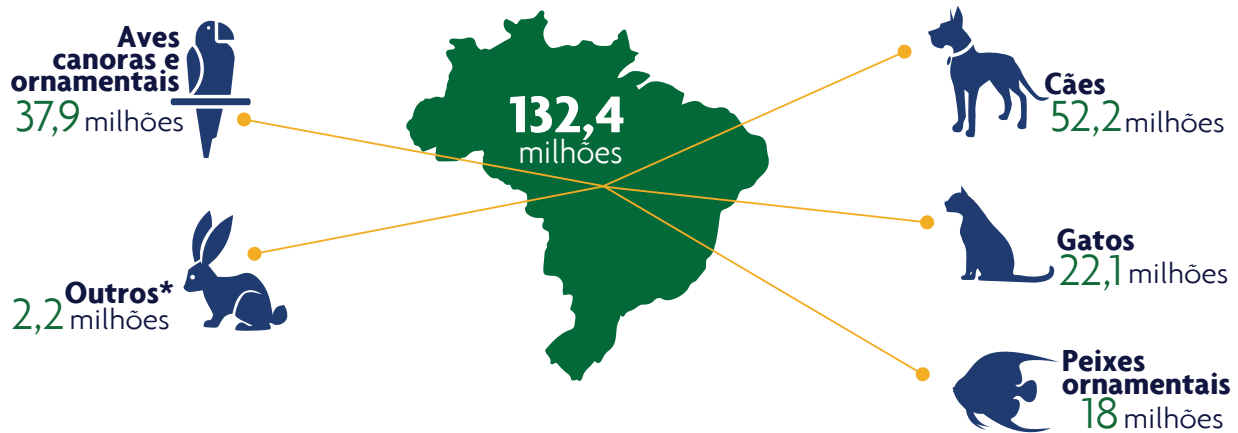 Aves
canoras e
ornamentais
37,9 milhões
Outros*
2,2 milhões
132,4
milhões
Cães
52,2 milhões
Gatos
22,1 milhões
Peixes
ornamentais
18 milhões